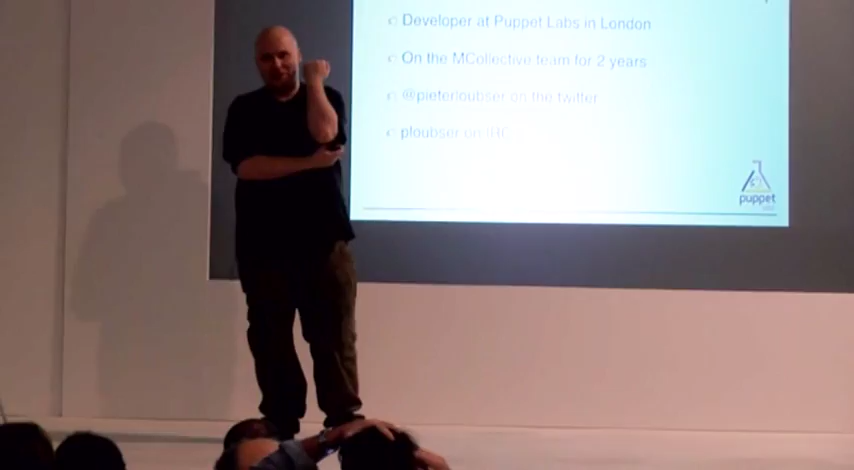 Developer at Puppet Labs in London
On the MCollective team for 2 years
@pieterloubser on the twitter
ploubser on IRC
puppet